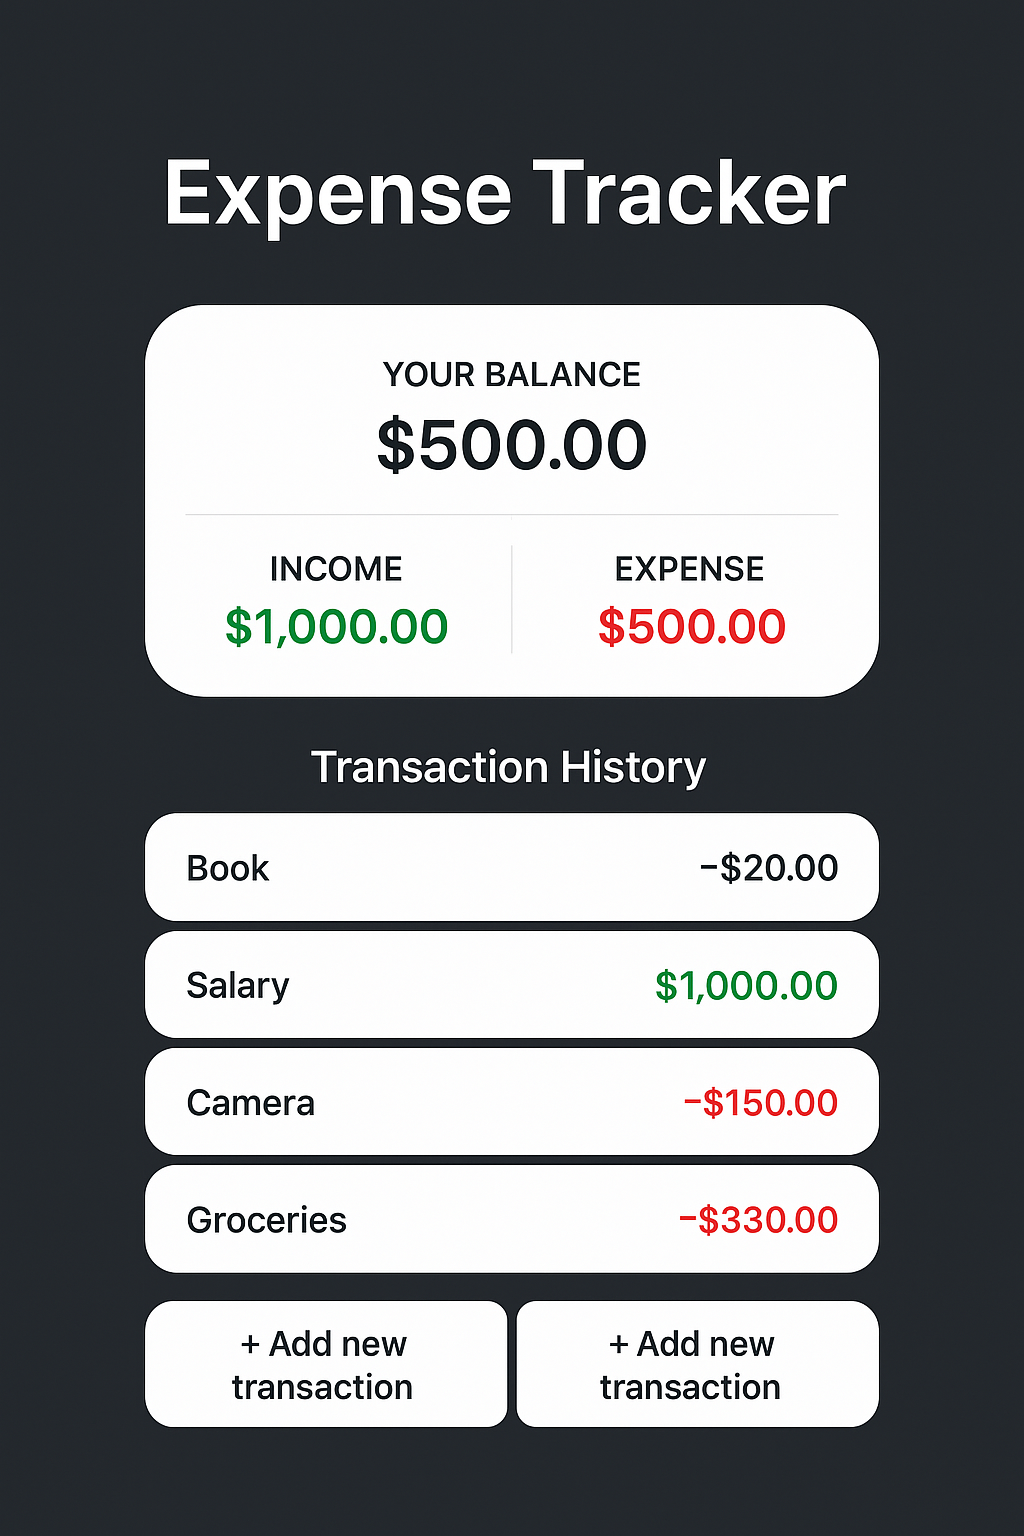 Expense Tracker
YOUR BALANCE
$500.00
INCOME
$1,000.00
EXPENSE
$500.00
Transaction History
Book –$20.00
Salary $1,000.00
Camera –$150.00
Groceries –$330.00
+ Add new
transaction
+ Add new
transaction